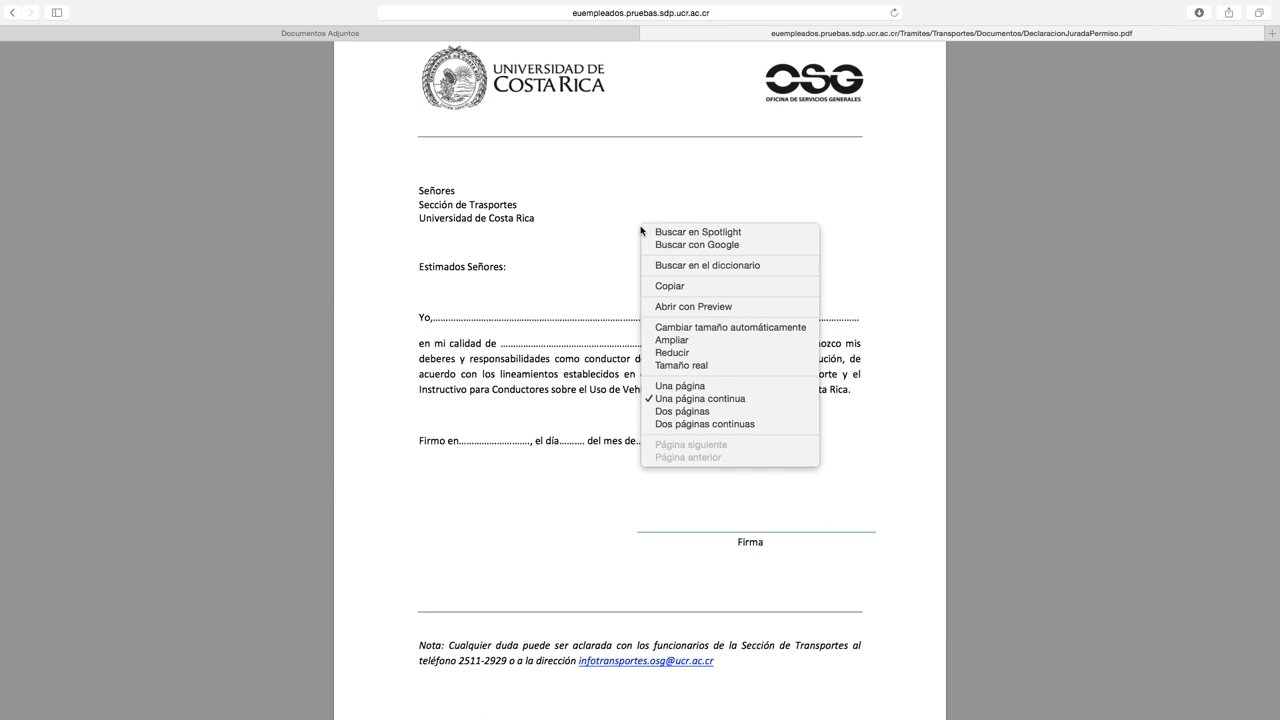 euempleados.pruebas.sdp.ucr.ac.cr
Documentos Adjuntos
euempleados.pruebas.sdp.ucr.ac.cr/Tramites/Transportes/Documentos/DeclaracionJuradaPermiso.pdf
UNIVERSIDAD DE
COSTA RICA
OSG
OFICINA DE SERVICIOS GENERALES
Señores
Sección de Trasportes
Universidad de Costa Rica
Estimados Señores:
Yo,
en mi calidad de
mis
deberes y responsabilidades como conductor
de
acuerdo con los lineamientos establecidos en
y el
Instructivo para Conductores sobre el Uso de
Rica.
Firmo en............................, el día.......... del mes de..
Buscar en Spotlight
Buscar con Google
Buscar en el diccionario
Copiar
Abrir con Preview
Cambiar tamaño automáticamente
Ampliar
Reducir
Tamaño real
Una página
✓ Una página continua
Dos páginas
Dos páginas continuas
Página siguiente
Página anterior
Firma
Nota: Cualquier duda puede ser aclarada con los funcionarios de la Sección de Transportes al
teléfono 2511-2929 o a la dirección infotransportes.osg@ucr.ac.cr